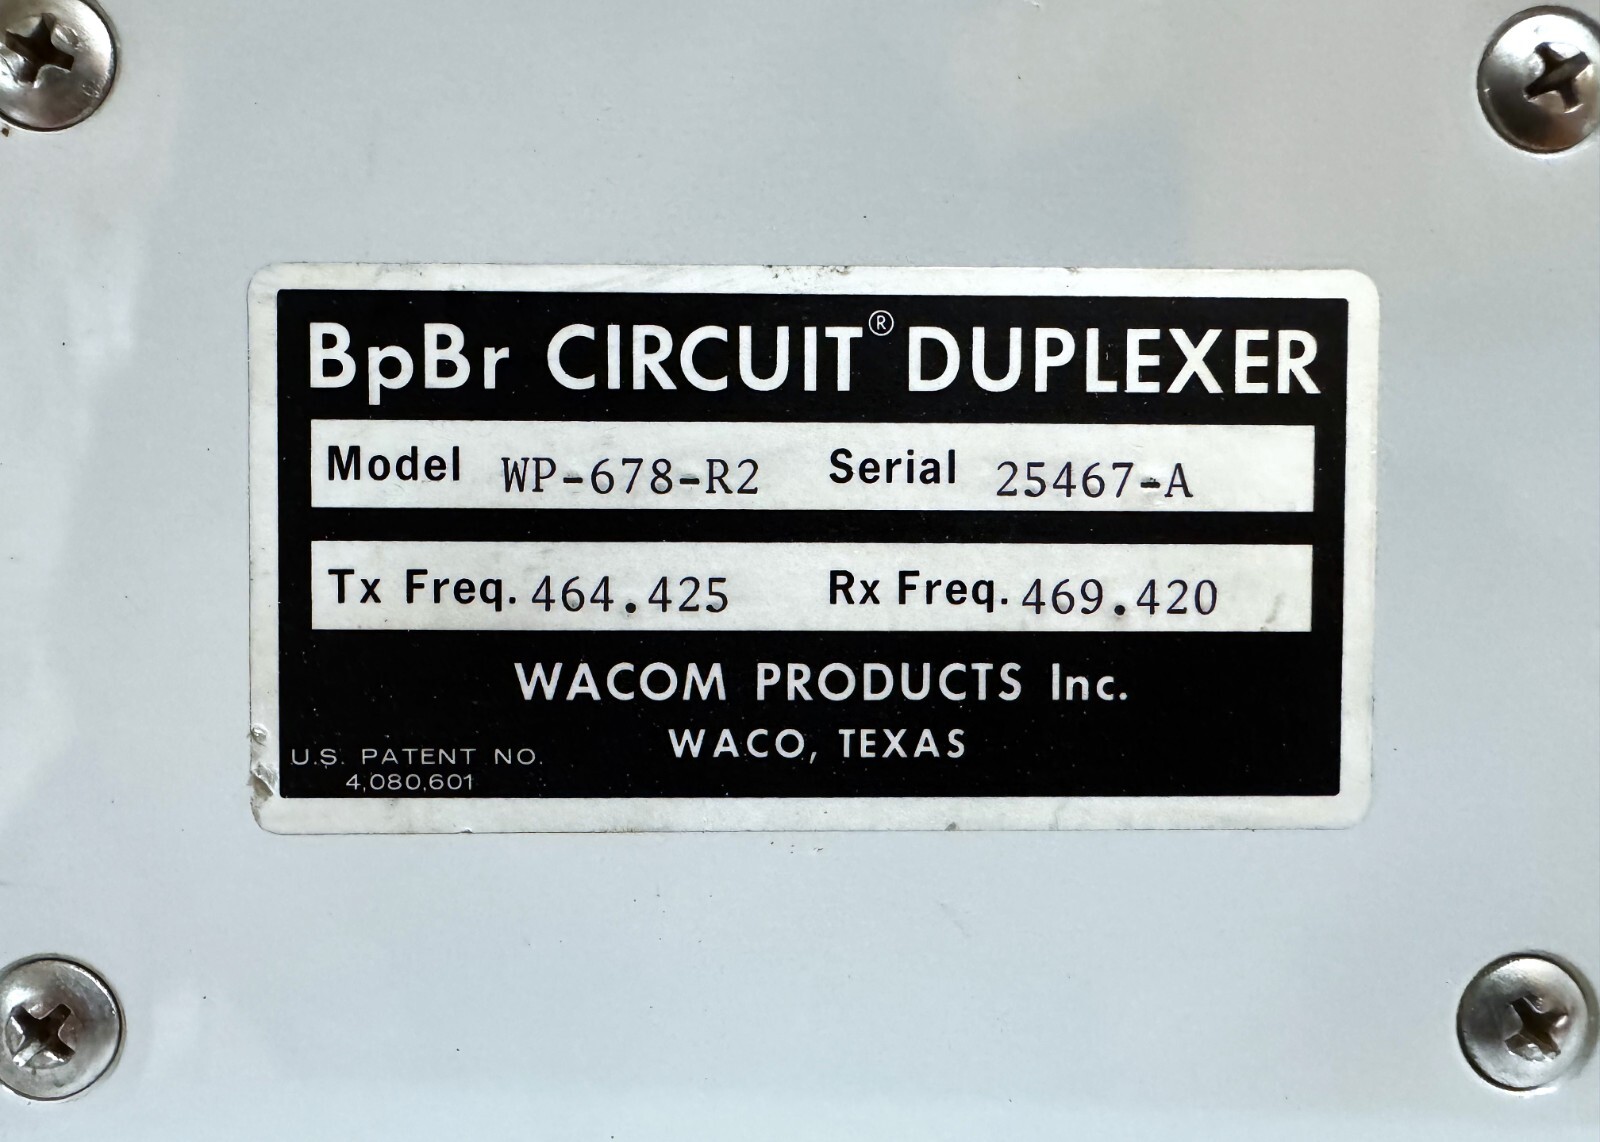 BpBr CIRCUIT® DUPLEXER
Model WP-678-R2 Serial 25467-A
Tx Freq. 464.425 Rx Freq. 469.420
WACOM PRODUCTS Inc.
WACO, TEXAS
U.S. PATENT NO.
4,080,601